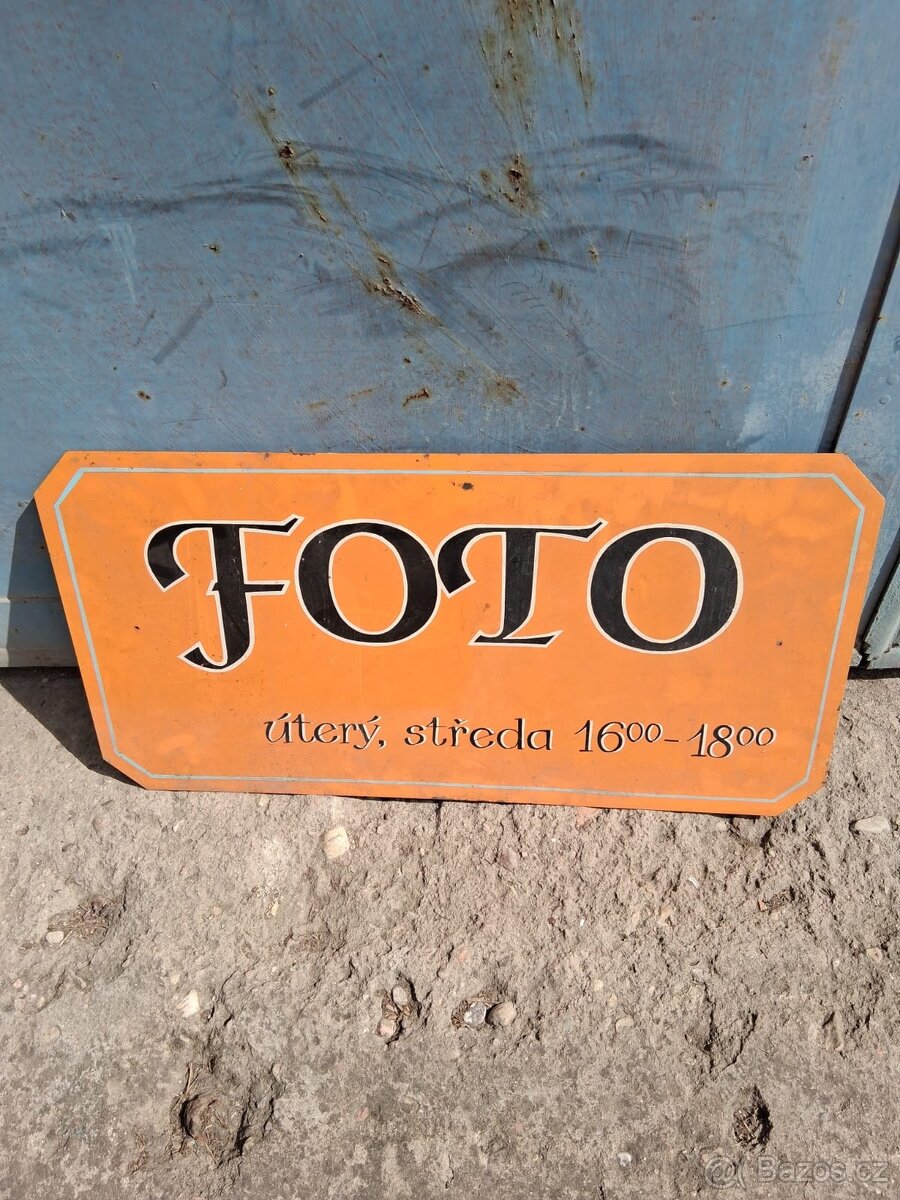 FOTO
úterý, středa 16⁰⁰-18⁰⁰
@ Bazos.cz